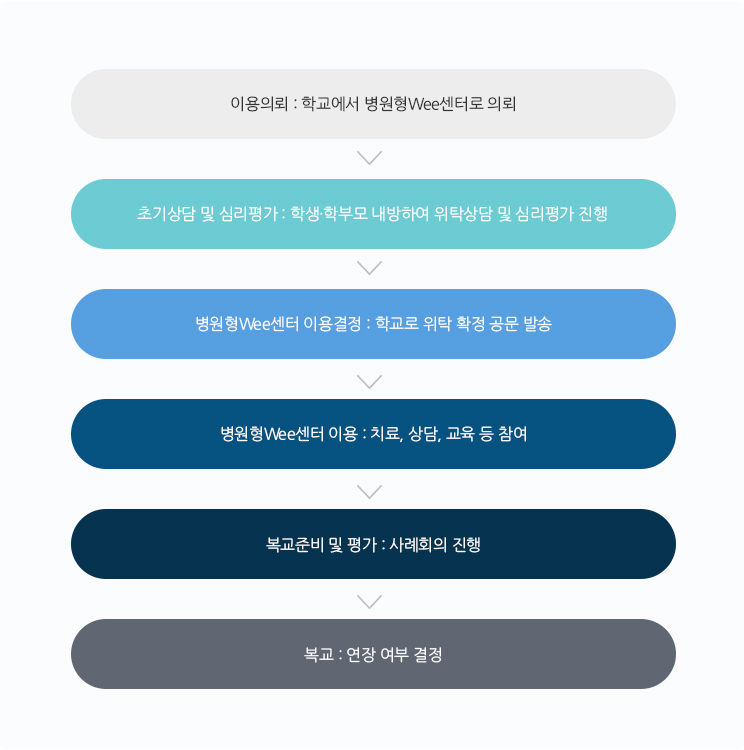 이용의뢰 : 학교에서 병원형Wee센터로 의뢰
초기상담 및 심리평가 : 학생·학부모 내방하여 위탁상담 및 심리평가 진행
병원형Wee센터 이용결정 : 학교로 위탁 확정 공문 발송
병원형Wee센터 이용 : 치료, 상담, 교육 등 참여
복교준비 및 평가 : 사례회의 진행
복교 : 연장 여부 결정